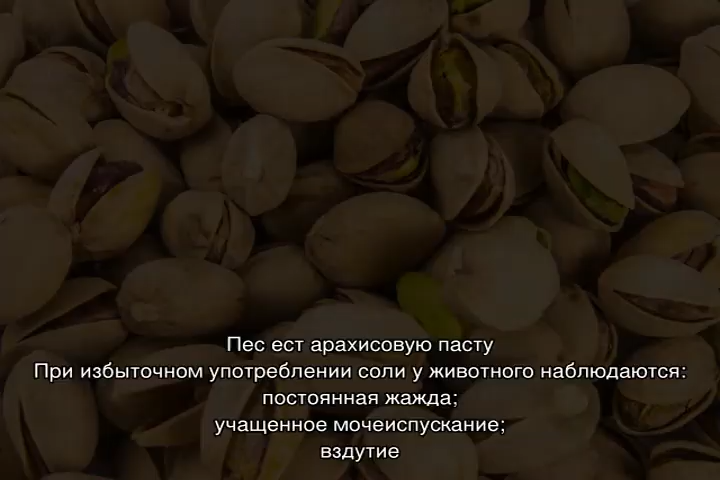 Пес ест арахисовую пасту
При избыточном употреблении соли у животного наблюдаются:
постоянная жажда;
учащенное мочеиспускание;
вздутие